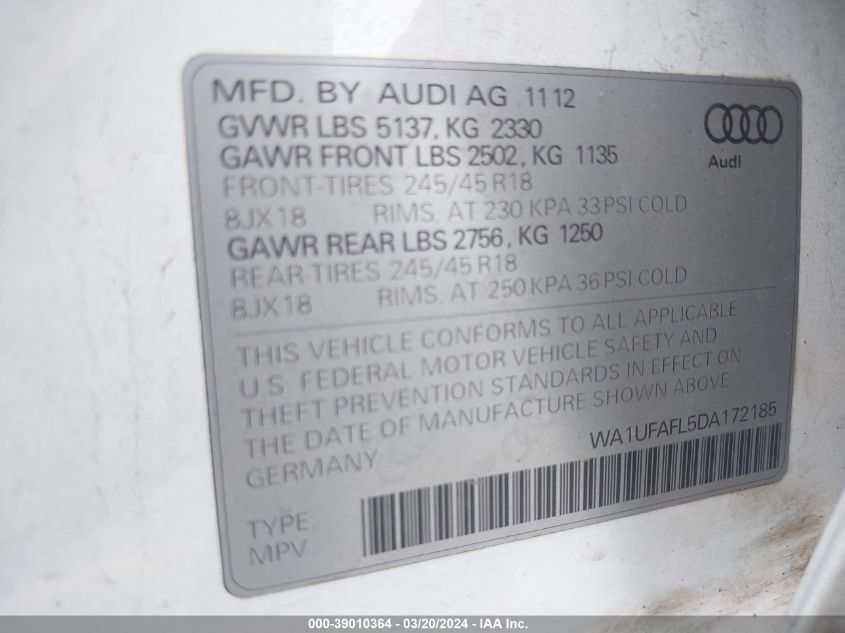 MFD. BY AUDI AG 11 12
GVWR LBS 5137, KG 2330
GAWR FRONT LBS 2502, KG 1135
FRONT-TIRES 245/45 R18
8JX18 RIMS, AT 230 KPA 33 PSI COLD
GAWR REAR LBS 2756, KG 1250
REAR-TIRES 245/45 R18
8JX18 RIMS, AT 250 KPA 36 PSI COLD
Audi
THIS VEHICLE CONFORMS TO ALL APPLICABLE
U S FEDERAL MOTOR VEHICLE SAFETY AND
THEFT PREVENTION STANDARDS IN EFFECT ON
THE DATE OF MANUFACTURE SHOWN ABOVE
GERMANY
WA1UFAFL5DA172185
TYPE:
MPV
000-39010364 - 03/20/2024 - IAA Inc.